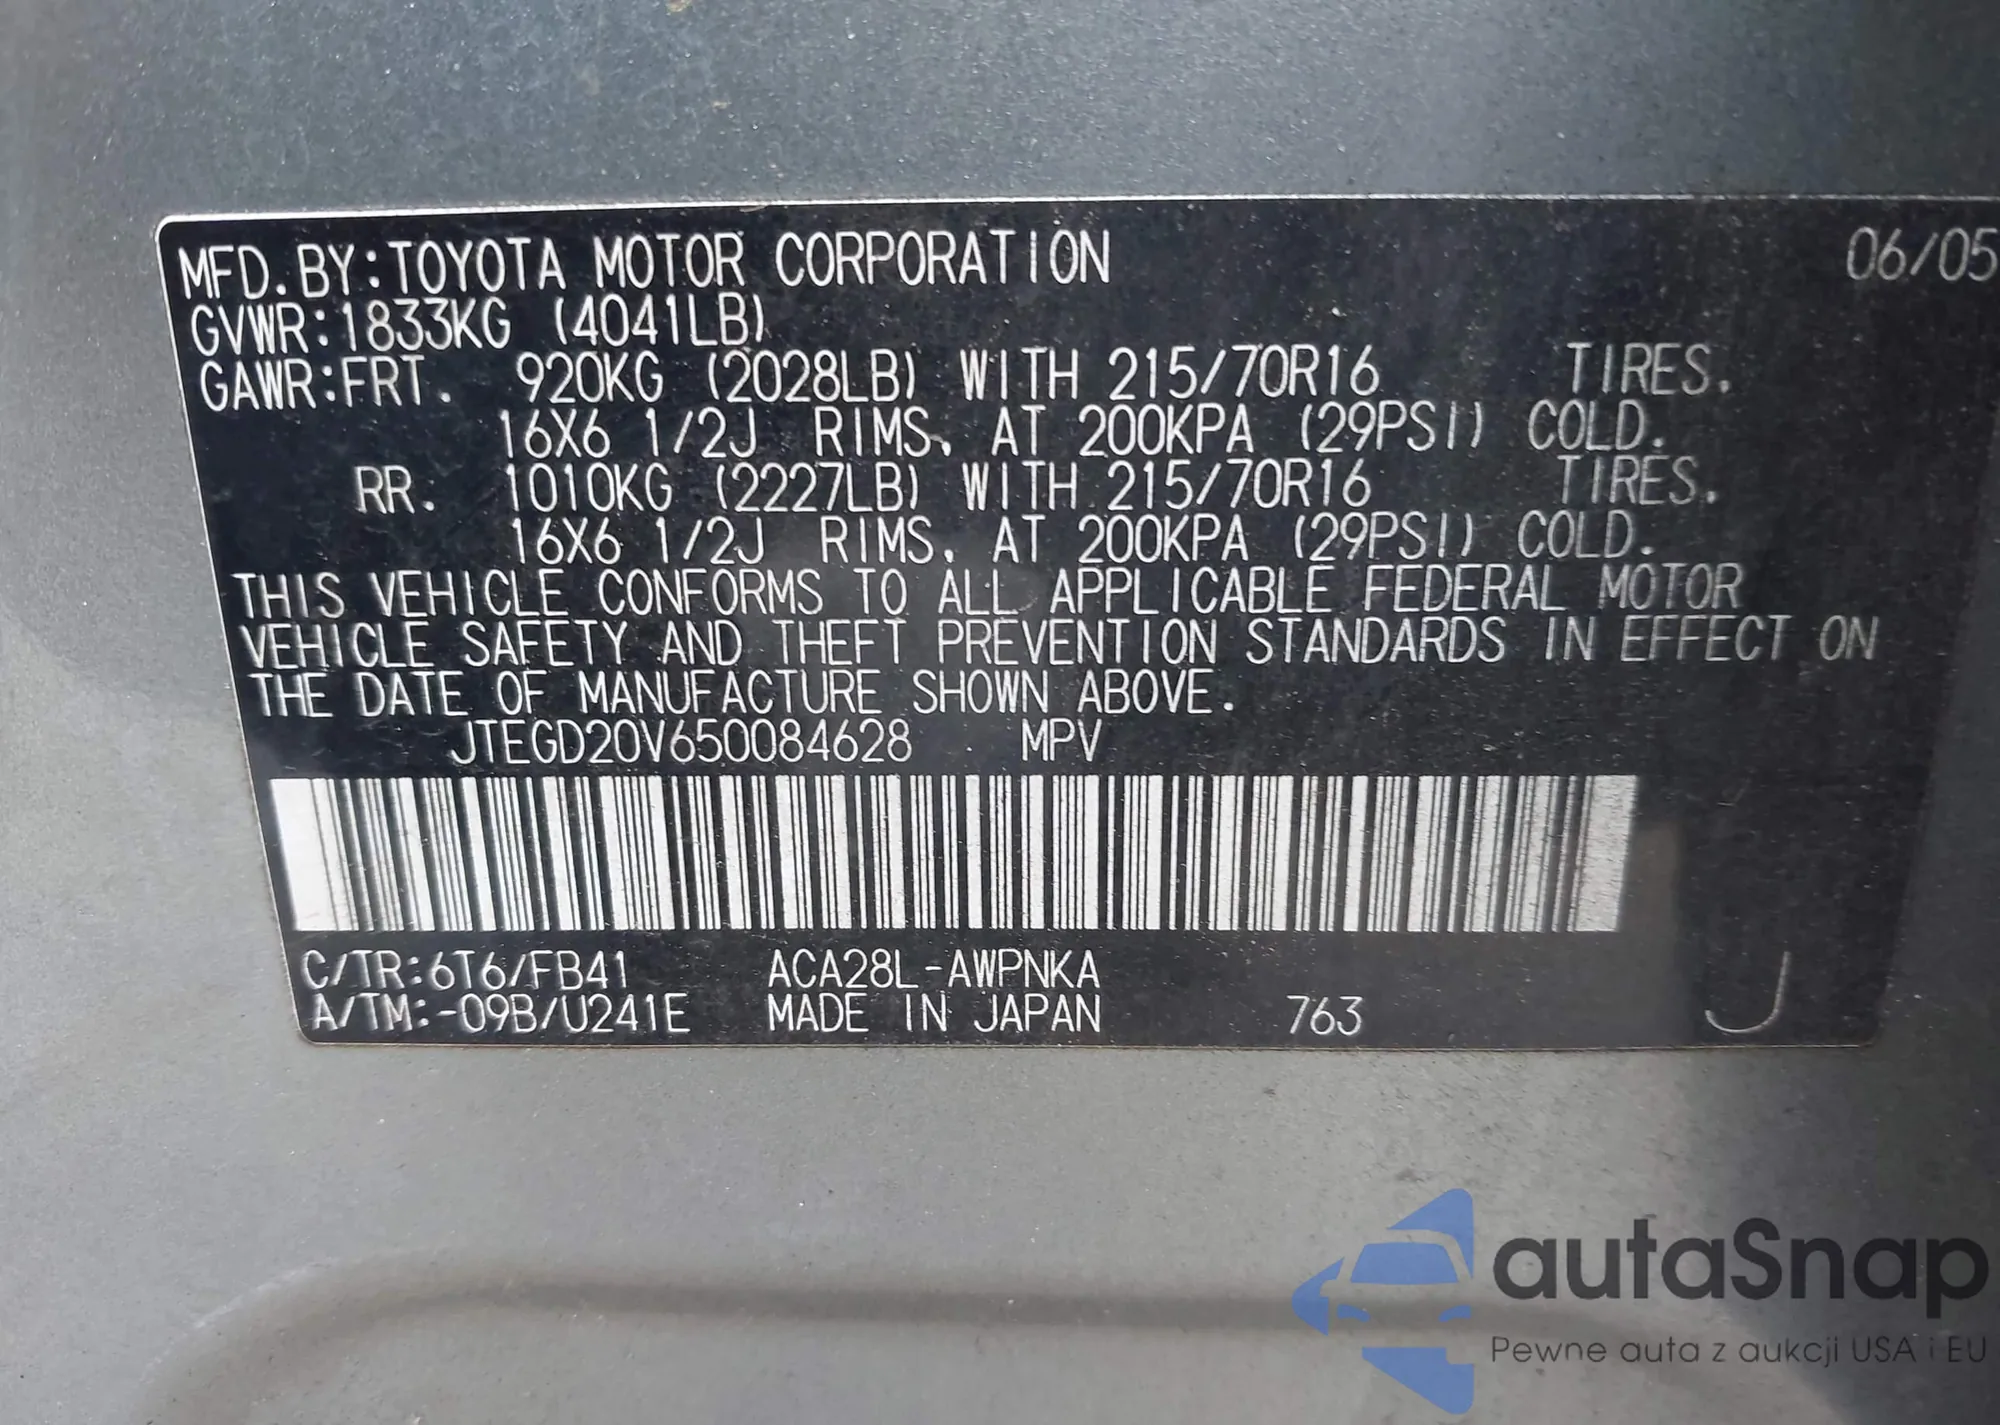 MFD.BY:TOYOTA MOTOR CORPORATION 06/05
GVWR:1833KG (4041LB)
GAWR:FRT. 920KG (2028LB) WITH 215/70R16 TIRES.
16X6 1/2J RIMS, AT 200KPA (29PSI) COLD.
RR. 1010KG (2227LB) WITH 215/70R16 TIRES.
16X6 1/2J RIMS, AT 200KPA (29PSI) COLD.
THIS VEHICLE CONFORMS TO ALL APPLICABLE FEDERAL MOTOR
VEHICLE SAFETY AND THEFT PREVENTION STANDARDS IN EFFECT ON
THE DATE OF MANUFACTURE SHOWN ABOVE.
JTEGD20V650084628 MPV
C/TR:6T6/FB41 ACA28L-AWPNKA
A/TM:-09B/U241E MADE IN JAPAN 763 J
autaSnap
Pewne auta z aukcji USA i EU